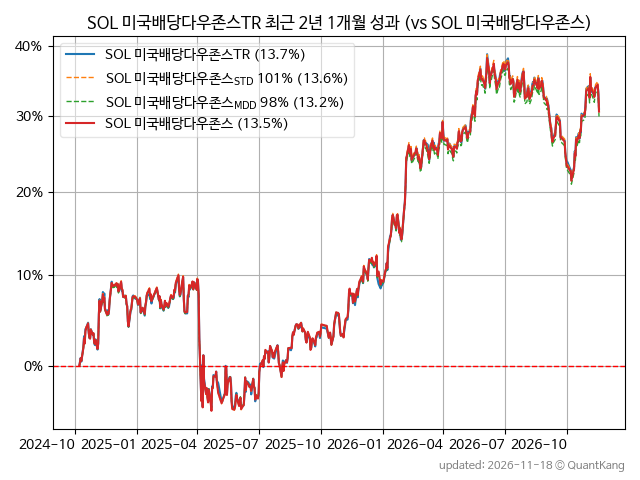 SOL 미국배당다우존스TR 최근 2년 1개월 성과 (vs SOL 미국배당다우존스)
40%
30%
20%
10%
0%
SOL 미국배당다우존스TR (13.7%)
SOL 미국배당다우존스STD 101% (13.6%)
SOL 미국배당다우존스MDD 98% (13.2%)
SOL 미국배당다우존스 (13.5%)
2024-10 2025-01 2025-04 2025-07 2025-10 2026-01 2026-04 2026-07 2026-10
updated: 2026-11-18 © QuantKang